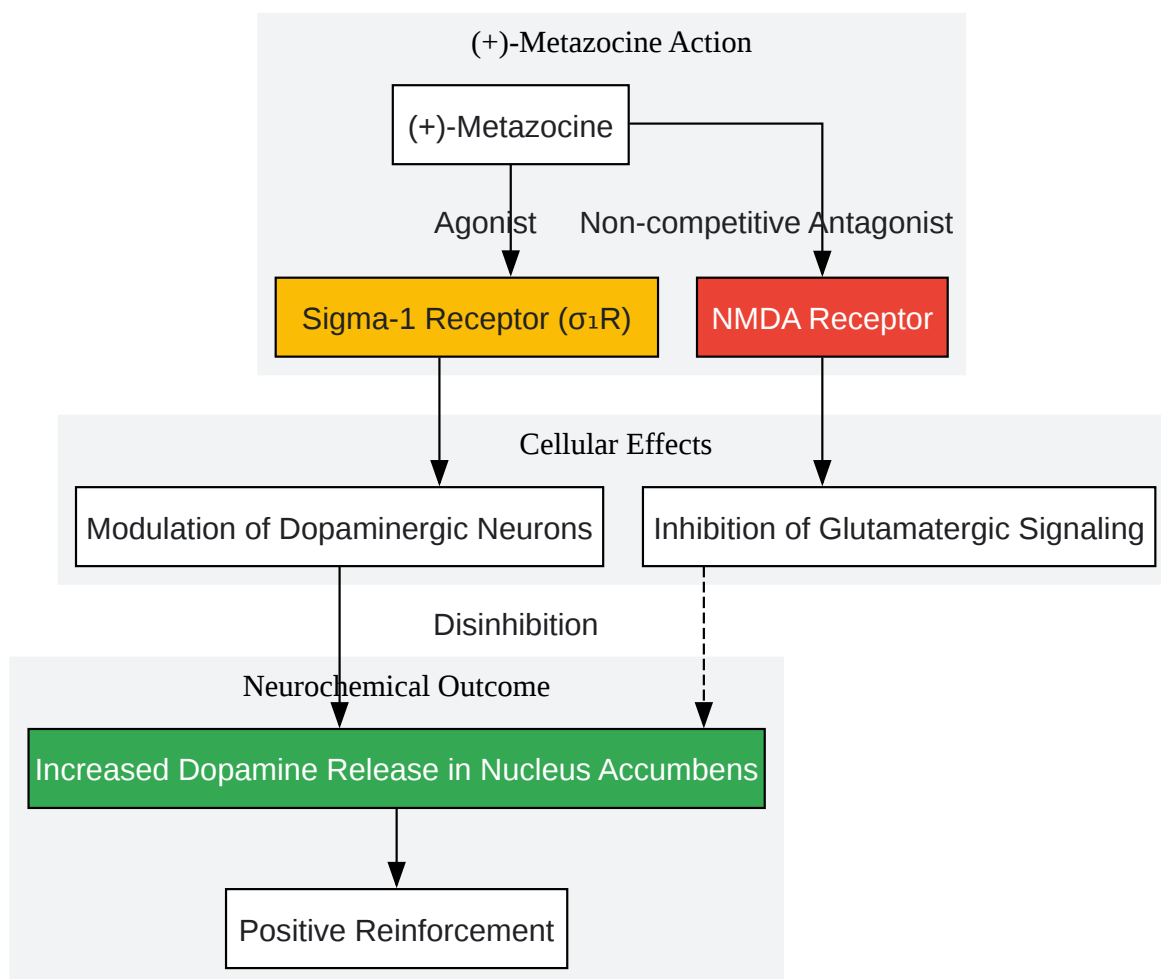 (+)-Metazocine Action
(+)-Metazocine
Agonist
Non-competitive Antagonist
Sigma-1 Receptor (σ₁R)
NMDA Receptor
Cellular Effects
Modulation of Dopaminergic Neurons
Inhibition of Glutamatergic Signaling
Disinhibition
Neurochemical Outcome
Increased Dopamine Release in Nucleus Accumbens
Positive Reinforcement